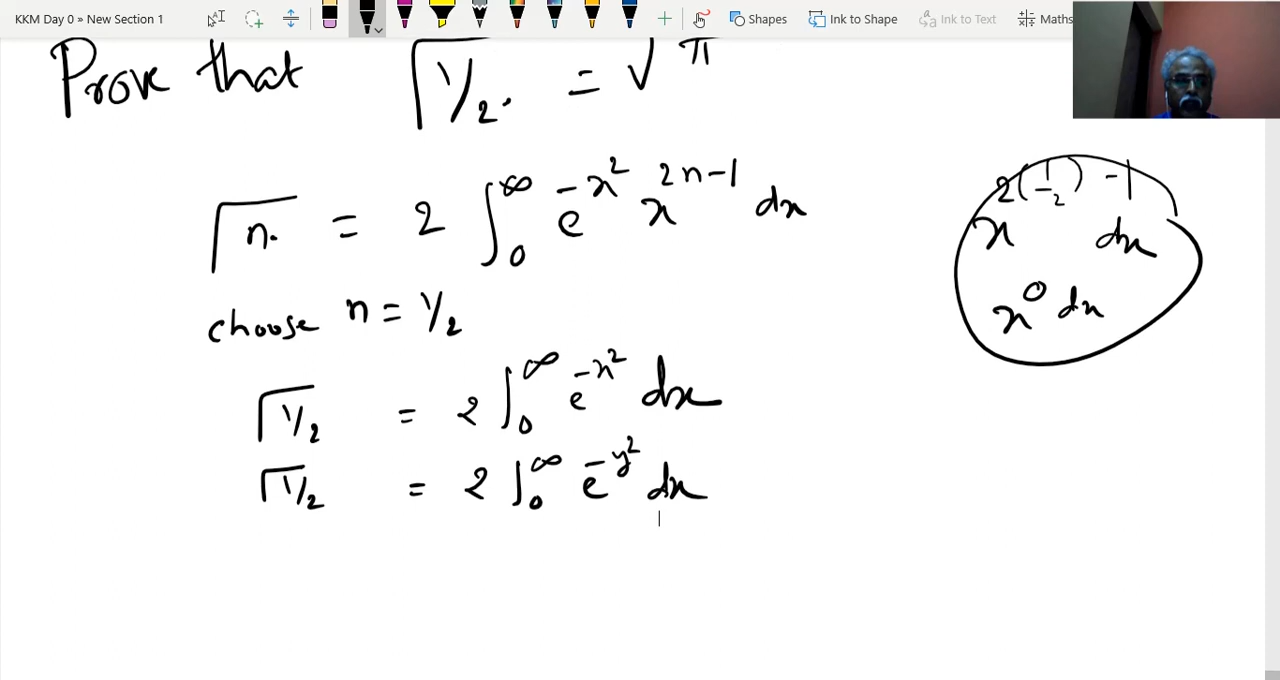 KKM Day 0 » New Section 1
Shapes
Ink to Shape
Ink to Text
Maths
Prove that Γ1/2. = √π
Γn. = 2 ∫₀^∞ e^{-x²} x^{2n-1} dx
x^{2(1/2) -1} dx
x⁰ dx
choose n = 1/2
Γ1/2 = 2 ∫₀^∞ e^{-x²} dx
Γ1/2 = 2 ∫₀^∞ e^{-y²} dx